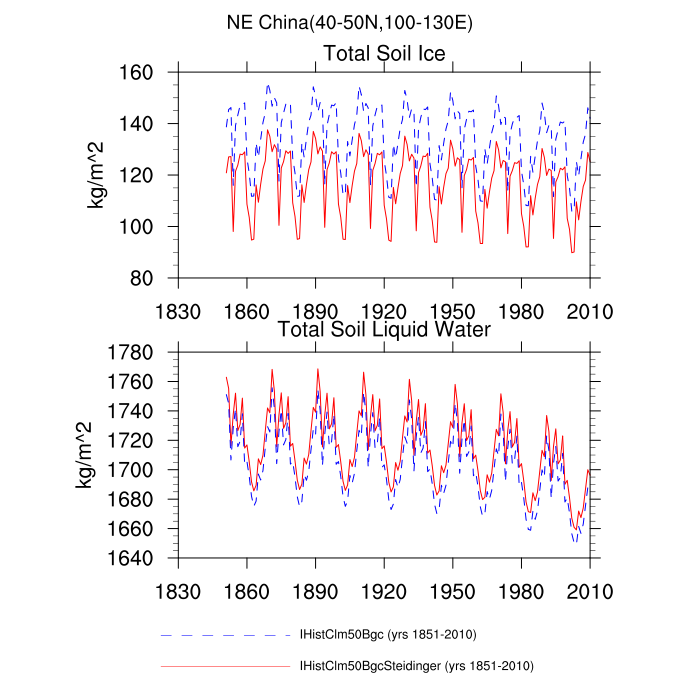 NE China(40-50N,100-130E)
Total Soil Ice
160
140
120
100
80
kg/m^2
1830 1860 1890 1920 1950 1980 2010
Total Soil Liquid Water
1780
1760
1740
1720
1700
1680
1660
1640
kg/m^2
1830 1860 1890 1920 1950 1980 2010
IHistClm50Bgc (yrs 1851-2010)
IHistClm50BgcSteidinger (yrs 1851-2010)